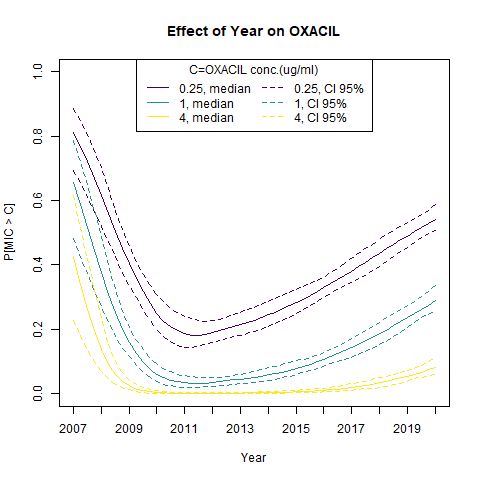 Effect of Year on OXACIL
C=OXACIL conc.(ug/ml)
0.25, median 0.25, CI 95%
1, median 1, CI 95%
4, median 4, CI 95%
P[MIC > C]
1.0
0.8
0.6
0.4
0.2
0.0
2007 2009 2011 2013 2015 2017 2019
Year